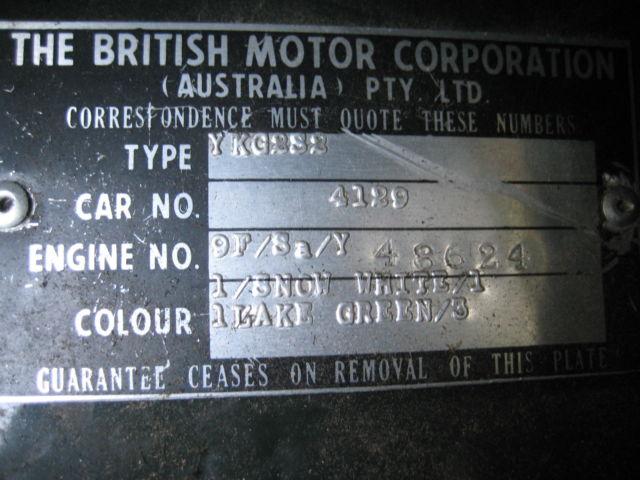 THE BRITISH MOTOR CORPORATION
(AUSTRALIA) PTY LTD.
CORRESPONDENCE MUST QUOTE THESE NUMBERS
TYPE YKG2S2
CAR NO. 4129
ENGINE NO. 9F/Sa/Y 48624
1/SNOW WHITE/1
COLOUR 1LAKE GREEN/3
GUARANTEE CEASES ON REMOVAL OF THIS PLATE